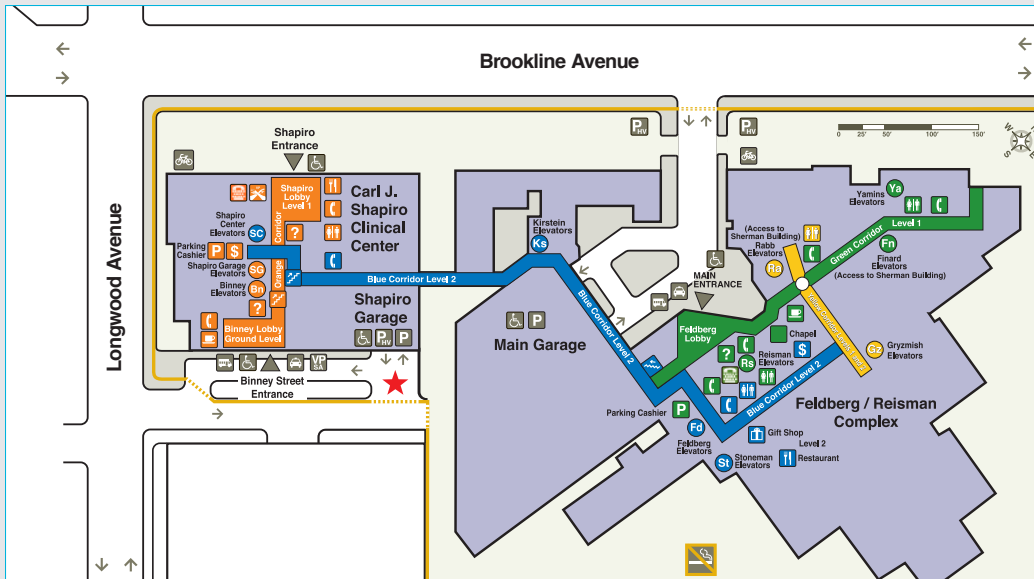 Brookline Avenue
Longwood Avenue
P HV
P HV
0 25' 50' 100' 150'
W
S
Shapiro
Entrance
Shapiro
Lobby
Level 1
Carl J.
Shapiro
Clinical
Center
Shapiro
Center
Elevators
SC
Corridor
Orange
?
Parking
Cashier
P
$
Shapiro Garage
Elevators
SG
Binney
Elevators
Bn
?
Binney Lobby
Ground Level
Blue Corridor Level 2
Shapiro
Garage
P HV
P
VP
SA
Binney Street
Entrance
Kirstein
Elevators
Ks
P
Main Garage
Blue Corridor Level 2
MAIN
ENTRANCE
Feldberg
Lobby
(Access to
Sherman Building)
Rabb
Elevators
Ra
Yamins
Elevators
Ya
Green Corridor
Level 1
Fn
Finard
Elevators
(Access to Sherman Building)
Chapel
?
Rs
Reisman
Elevators
$
Gz
Gryzmish
Elevators
Blue Corridor Level 2
Feldberg / Reisman
Complex
Parking Cashier
P
Fd
Feldberg
Elevators
Gift Shop
Level 2
St
Stoneman
Elevators
Restaurant